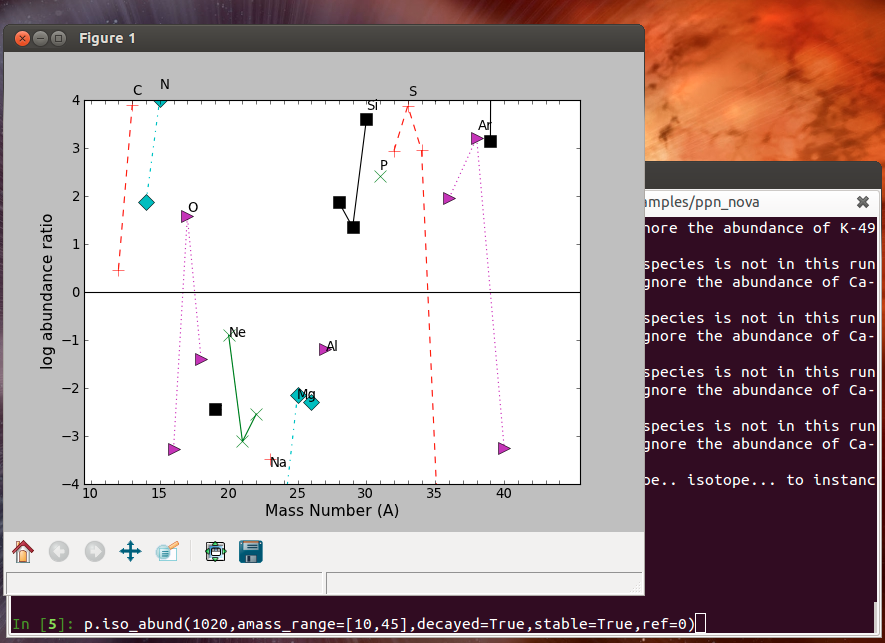 Figure 1
C
N
4
Si
S
Ar
3
P
2
O
1
0
−1
Ne
Al
−2
Mg
−3
Na
−4
10 15 20 25 30 35 40
log abundance ratio
Mass Number (A)
amples/ppn_nova
nore the abundance of K-49
species is not in this run
gnore the abundance of Ca-
species is not in this run
gnore the abundance of Ca-
species is not in this run
gnore the abundance of Ca-
species is not in this run
gnore the abundance of Ca-
pe.. isotope... to instanc
In [5]: p.iso_abund(1020,amass_range=[10,45],decayed=True,stable=True,ref=0)